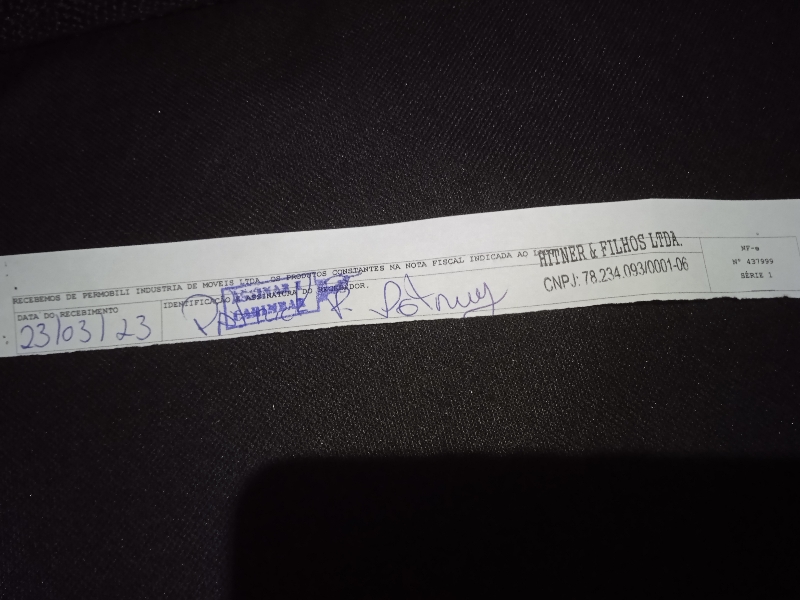 RECEBEMOS DE PERMOBILI INDUSTRIA DE MOVEIS LTDA. OS PRODUTOS CONSTANTES NA NOTA FISCAL INDICADA AO
HITNER & FILHOS LTDA.
CNPJ: 78.234.093/0001-06
NF-e
Nº 437999
SÉRIE 1
DATA DO RECEBIMENTO
23/03/23
IDENTIFICAÇÃO E ASSINATURA DO RECEBEDOR.